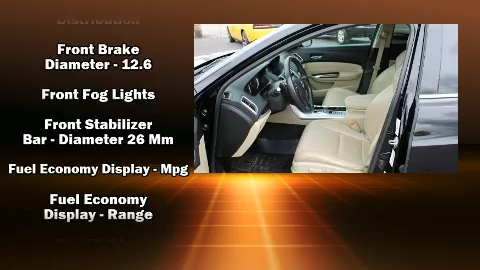 Distribution
Front Brake
Diameter - 12.6
Front Fog Lights
Front Stabilizer
Bar - Diameter 26 Mm
Fuel Economy Display - Mpg
Fuel Economy
Display - Range